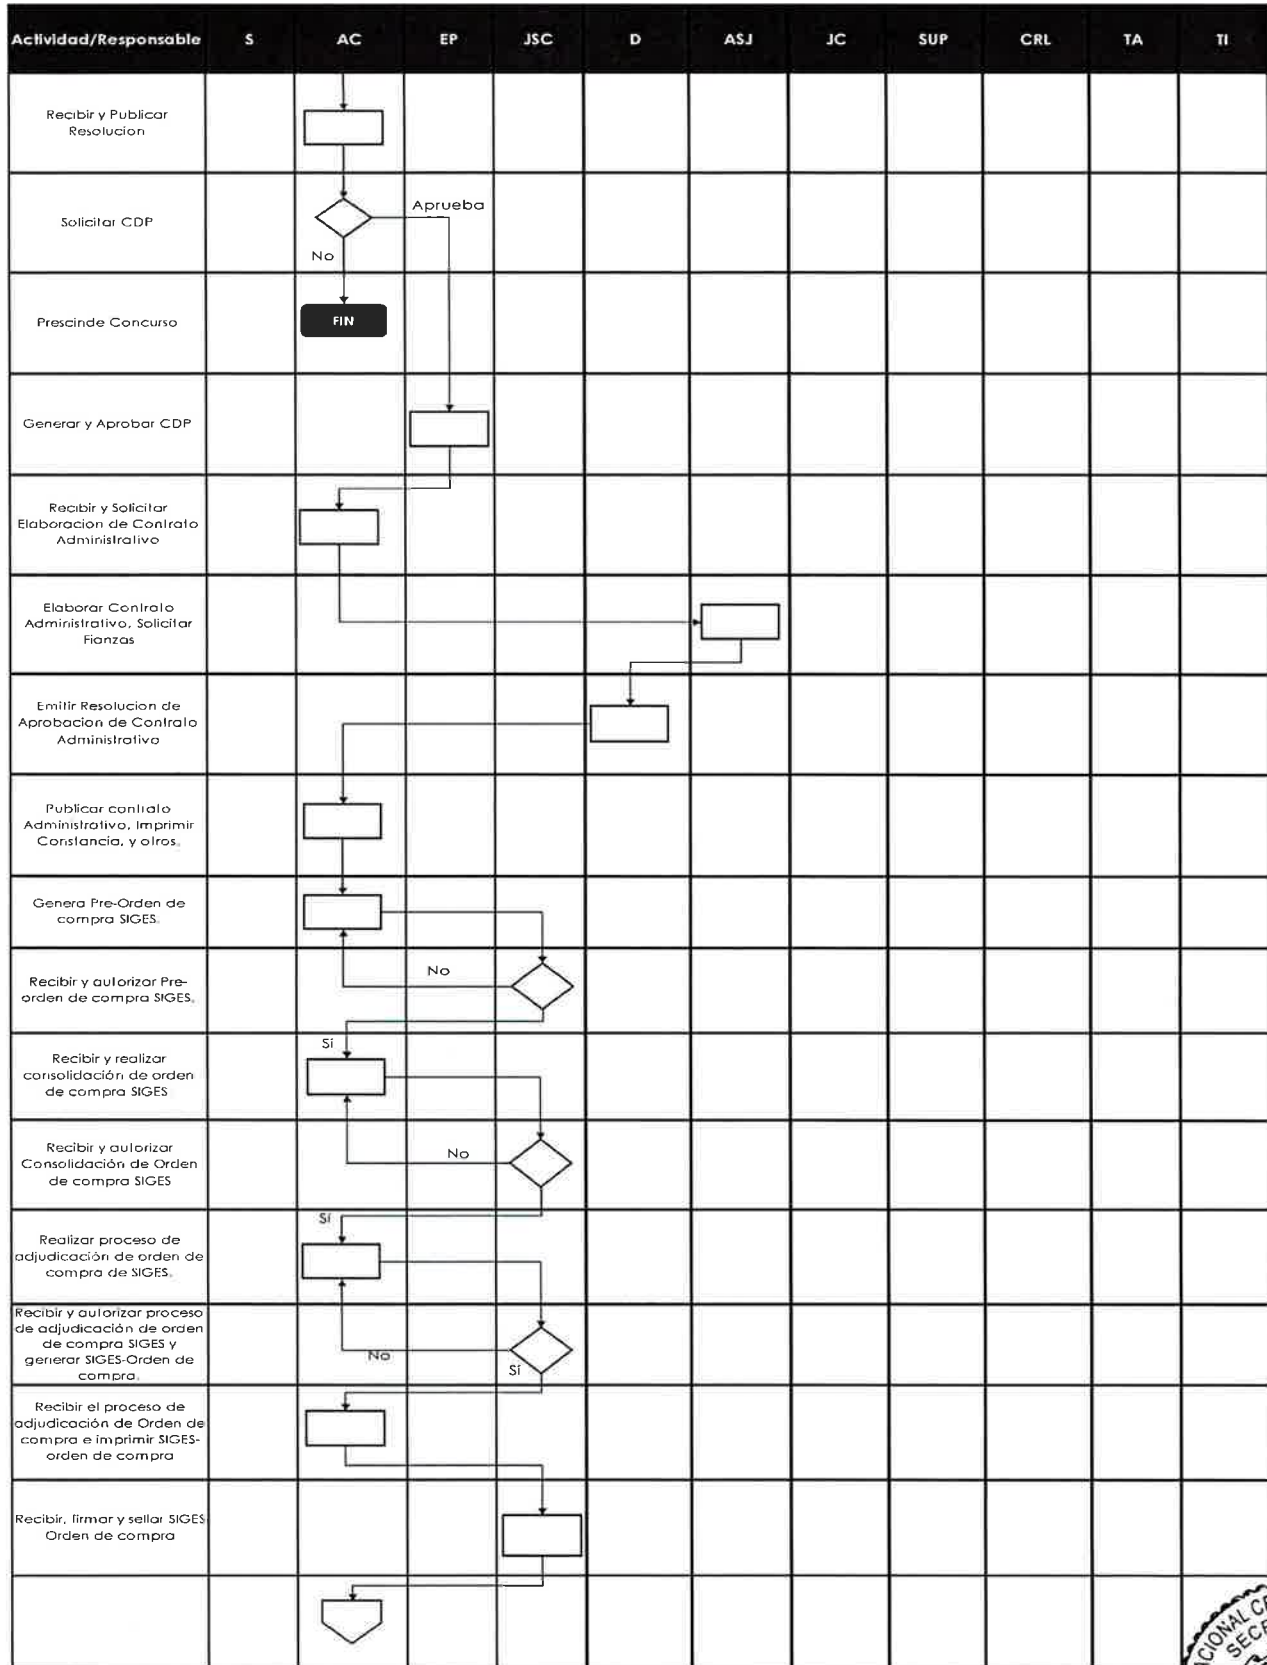 Actividad/Responsable S AC EP JSC D ASJ JC SUP CRL TA TI
Recibir y Publicar
Resolucion
Solicitar CDP
Aprueba
No
Prescinde Concurso
FIN
Generar y Aprobar CDP
Recibir y Solicitar
Elaboracion de Contrato
Administrativo
Elaborar Contrato
Administrativo, Solicitar
Fianzas
Emitir Resolucion de
Aprobacion de Contrato
Administrativo
Publicar contrato
Administrativo, Imprimir
Constancia, y otros.
Genera Pre-Orden de
compra SIGES.
Recibir y autorizar Pre-
orden de compra SIGES.
No
Si
Recibir y realizar
consolidación de orden
de compra SIGES
Recibir y autorizar
Consolidación de Orden
de compra SIGES
No
Sí
Realizar proceso de
adjudicación de orden de
compra de SIGES.
Recibir y autorizar proceso
de adjudicación de orden
de compra SIGES y
generar SIGES-Orden de
compra.
No
Sí
Recibir el proceso de
adjudicación de Orden de
compra e imprimir SIGES-
orden de compra
Recibir, firmar y sellar SIGES
Orden de compra